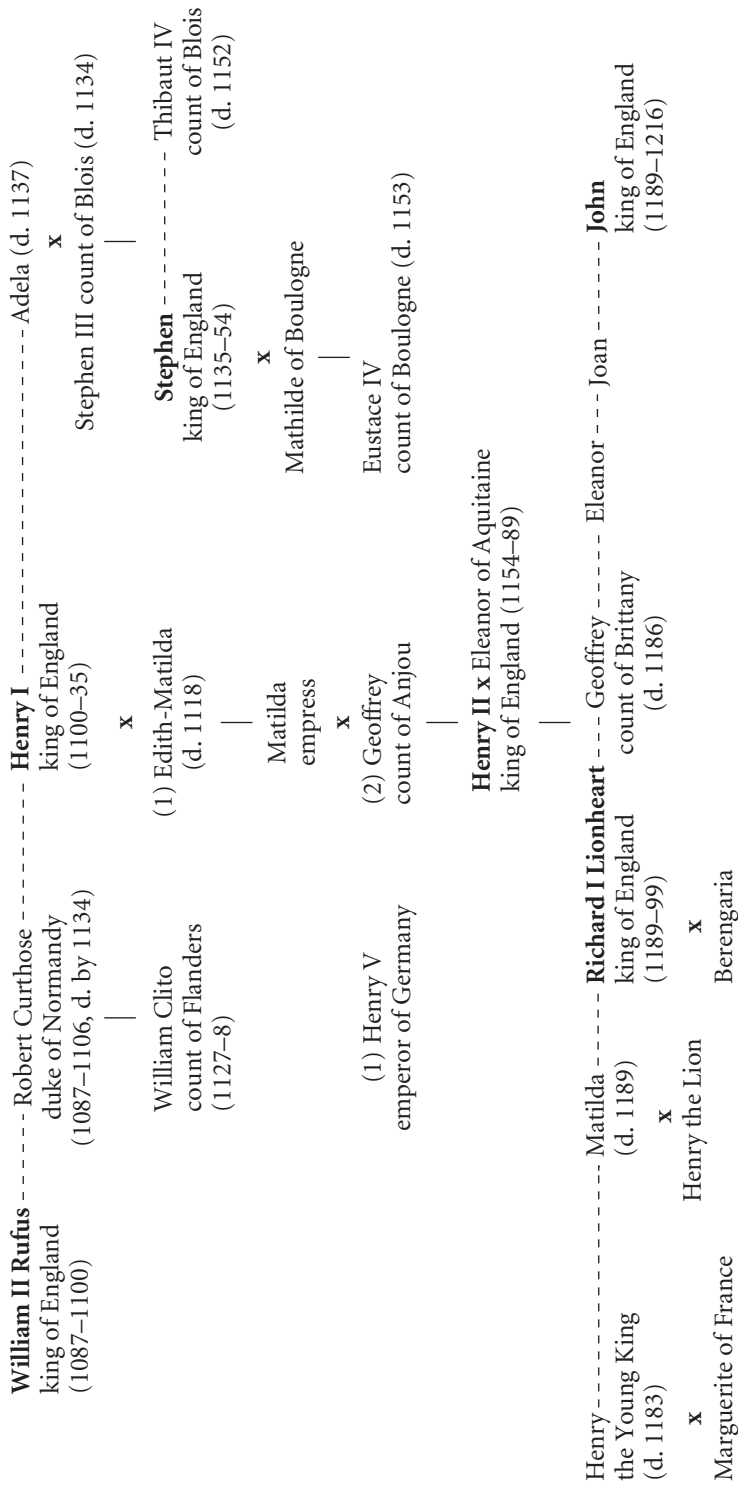 William II Rufus
king of England
(1087–1100)
Robert Curthose
duke of Normandy
(1087–1106, d. by 1134)
Henry I
king of England
(1100–35)
Adela (d. 1137)
x
Stephen III count of Blois (d. 1134)
x
William Clito
count of Flanders
(1127–8)
(1) Edith-Matilda
(d. 1118)
Stephen
king of England
(1135–54)
Thibaut IV
count of Blois
(d. 1152)
Matilda
empress
x
Mathilde of Boulogne
x
(1) Henry V
emperor of Germany
(2) Geoffrey
count of Anjou
Eustace IV
count of Boulogne (d. 1153)
Henry II x Eleanor of Aquitaine
king of England (1154–89)
Henry
the Young King
(d. 1183)
x
Marguerite of France
Matilda
(d. 1189)
x
Henry the Lion
Richard I Lionheart
king of England
(1189–99)
x
Berengaria
Geoffrey
count of Brittany
(d. 1186)
Eleanor
Joan
John
king of England
(1189–1216)